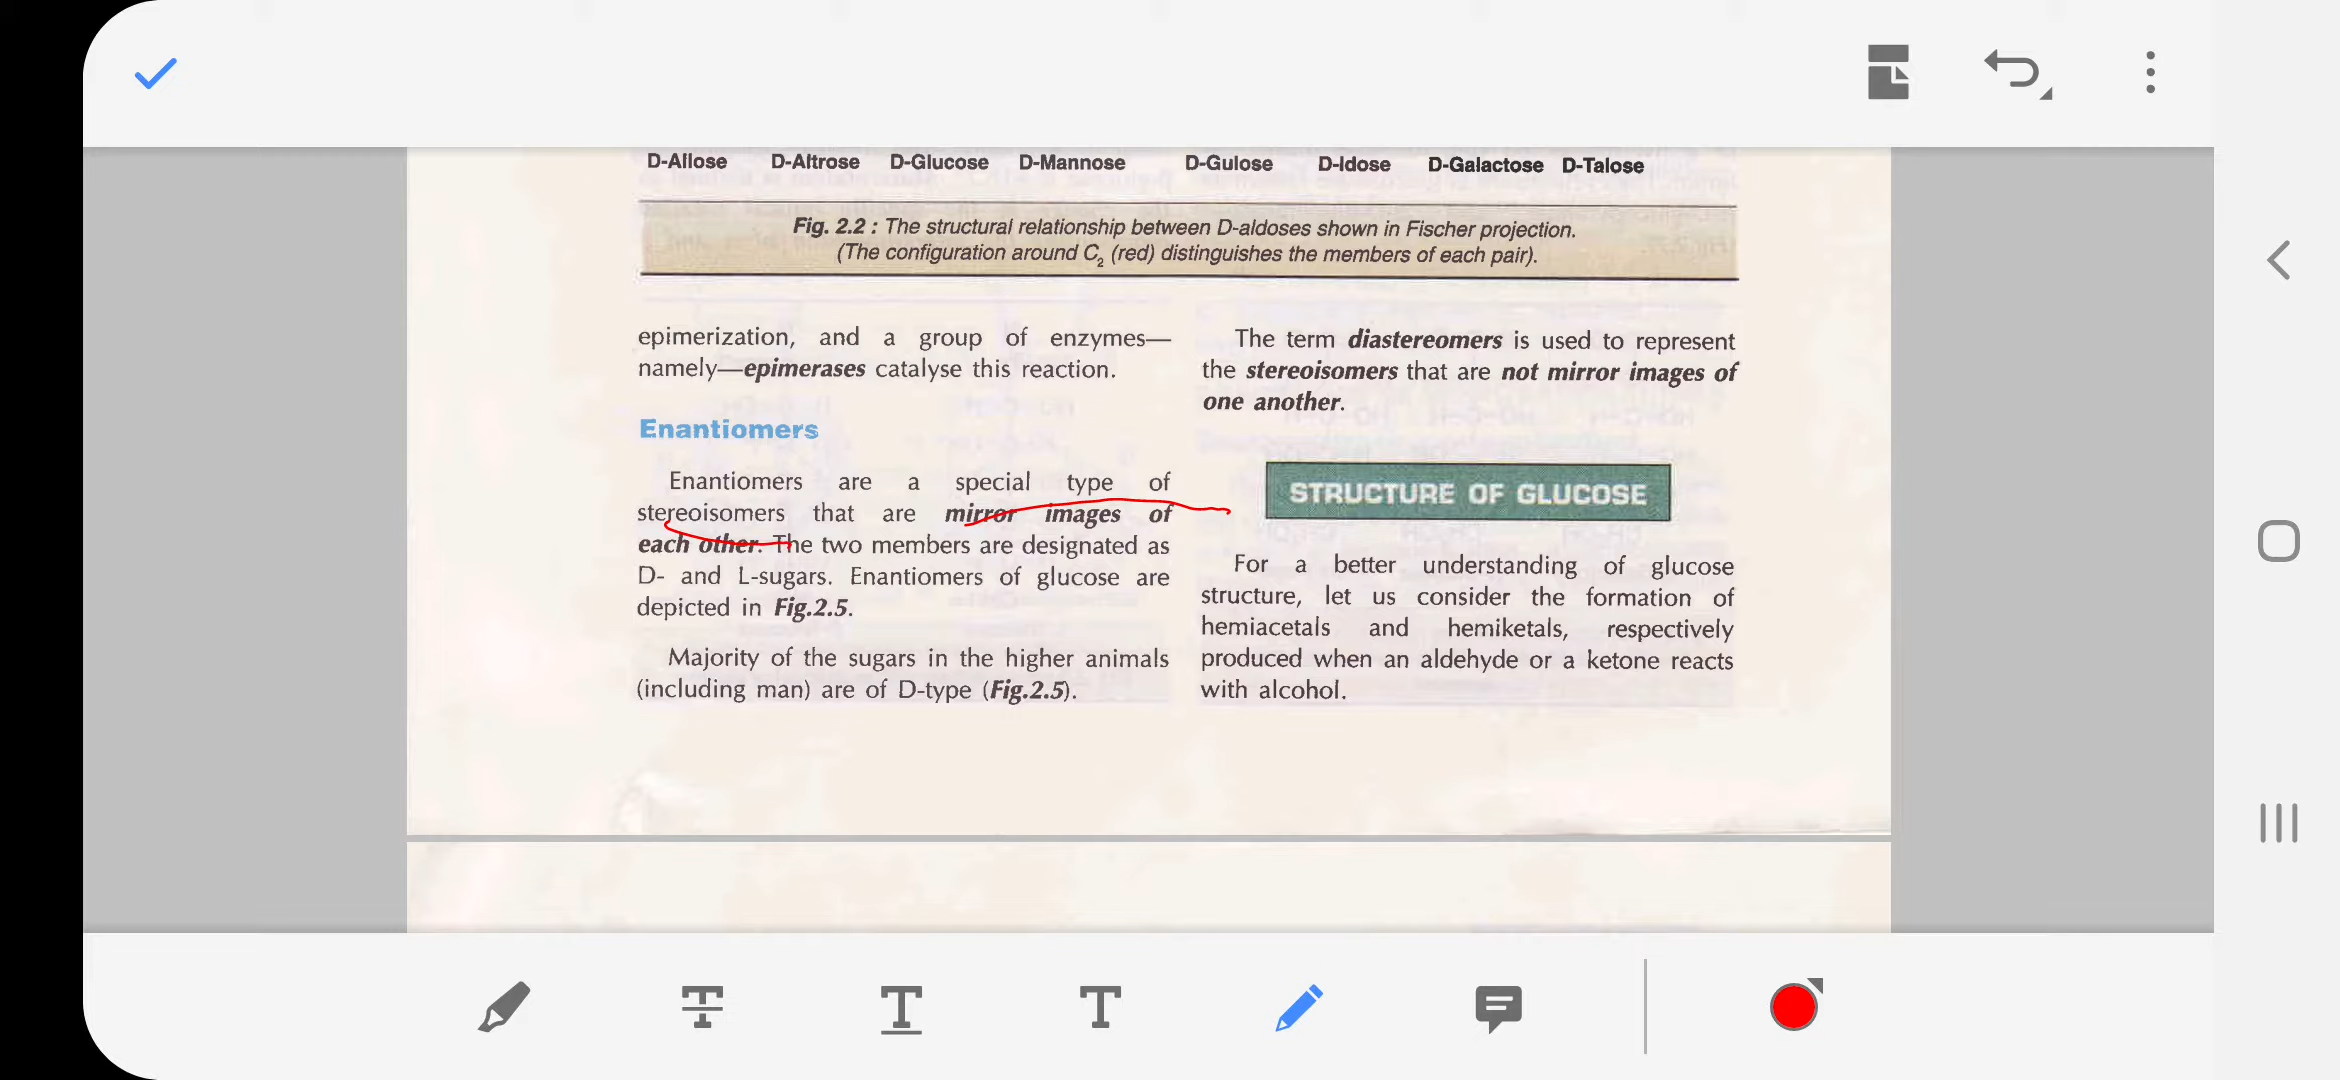 D-Allose D-Altrose D-Glucose D-Mannose D-Gulose D-Idose D-Galactose D-Talose
Fig. 2.2 : The structural relationship between D-aldoses shown in Fischer projection.
(The configuration around C2 (red) distinguishes the members of each pair).
epimerization, and a group of enzymes—
namely—epimerases catalyse this reaction.
Enantiomers
Enantiomers are a special type of
stereoisomers that are mirror images of
each other. The two members are designated as
D- and L-sugars. Enantiomers of glucose are
depicted in Fig.2.5.
Majority of the sugars in the higher animals
(including man) are of D-type (Fig.2.5).
The term diastereomers is used to represent
the stereoisomers that are not mirror images of
one another.
STRUCTURE OF GLUCOSE
For a better understanding of glucose
structure, let us consider the formation of
hemiacetals and hemiketals, respectively
produced when an aldehyde or a ketone reacts
with alcohol.